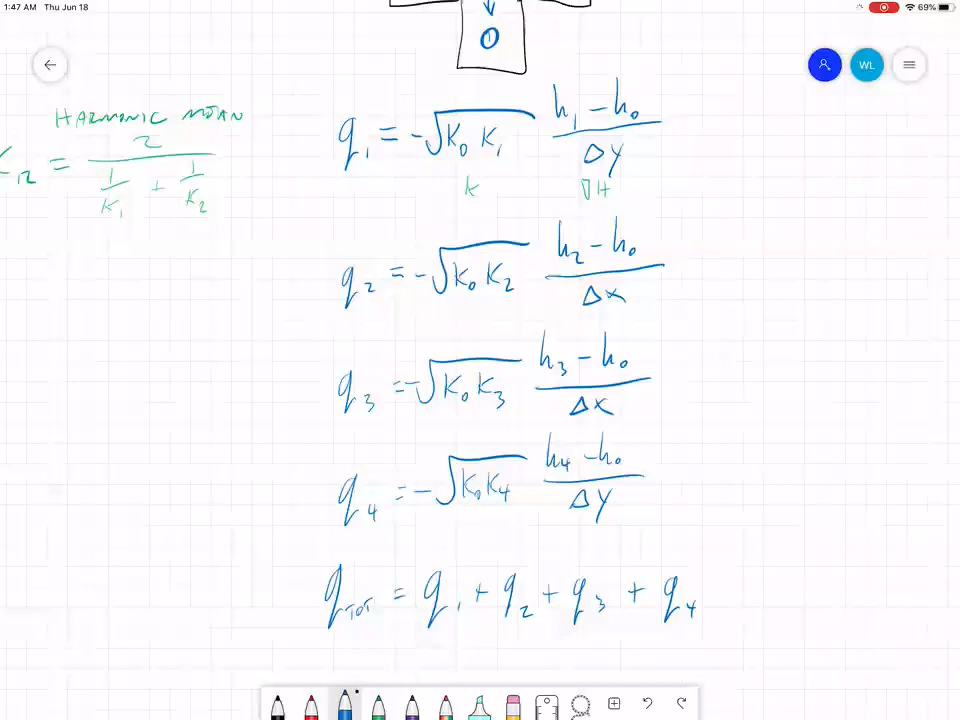 1:47 AM Thu Jun 18
69%
0
WL
HARMONIC MEAN
K₁₂ = 2 / (1/K₁ + 1/K₂)
q₁ = -√(K₀ K₁) (h₁ - h₀)/Δy
K ∇H
q₂ = -√(K₀ K₂) (h₂ - h₀)/Δx
q₃ = -√(K₀ K₃) (h₃ - h₀)/Δx
q₄ = -√(K₀ K₄) (h₄ - h₀)/Δy
q_TOT = q₁ + q₂ + q₃ + q₄